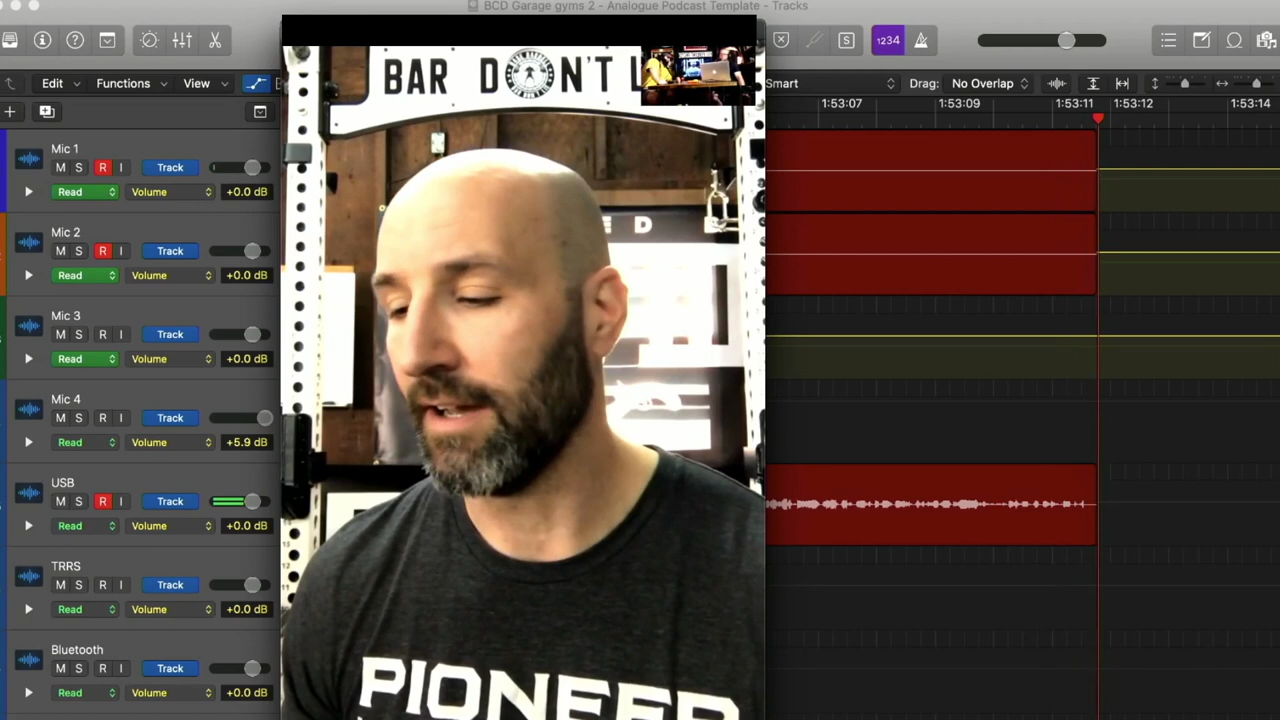 BCD Garage gyms 2 - Analogue Podcast Template - Tracks
1234
Edit Functions View
Smart Drag: No Overlap
1:53:07 1:53:09 1:53:11 1:53:12 1:53:14
BAR DON'T
E D
Mic 1
M S R I Track
Read Volume +0.0 dB
Mic 2
M S R I Track
Read Volume +0.0 dB
Mic 3
M S R I Track
Read Volume +0.0 dB
Mic 4
M S R I Track
Read Volume +5.9 dB
USB
M S R I Track
Read Volume +0.0 dB
TRRS
M S R I Track
Read Volume +0.0 dB
Bluetooth
M S R I Track
Read Volume +0.0 dB
13
12
11
PIONEER